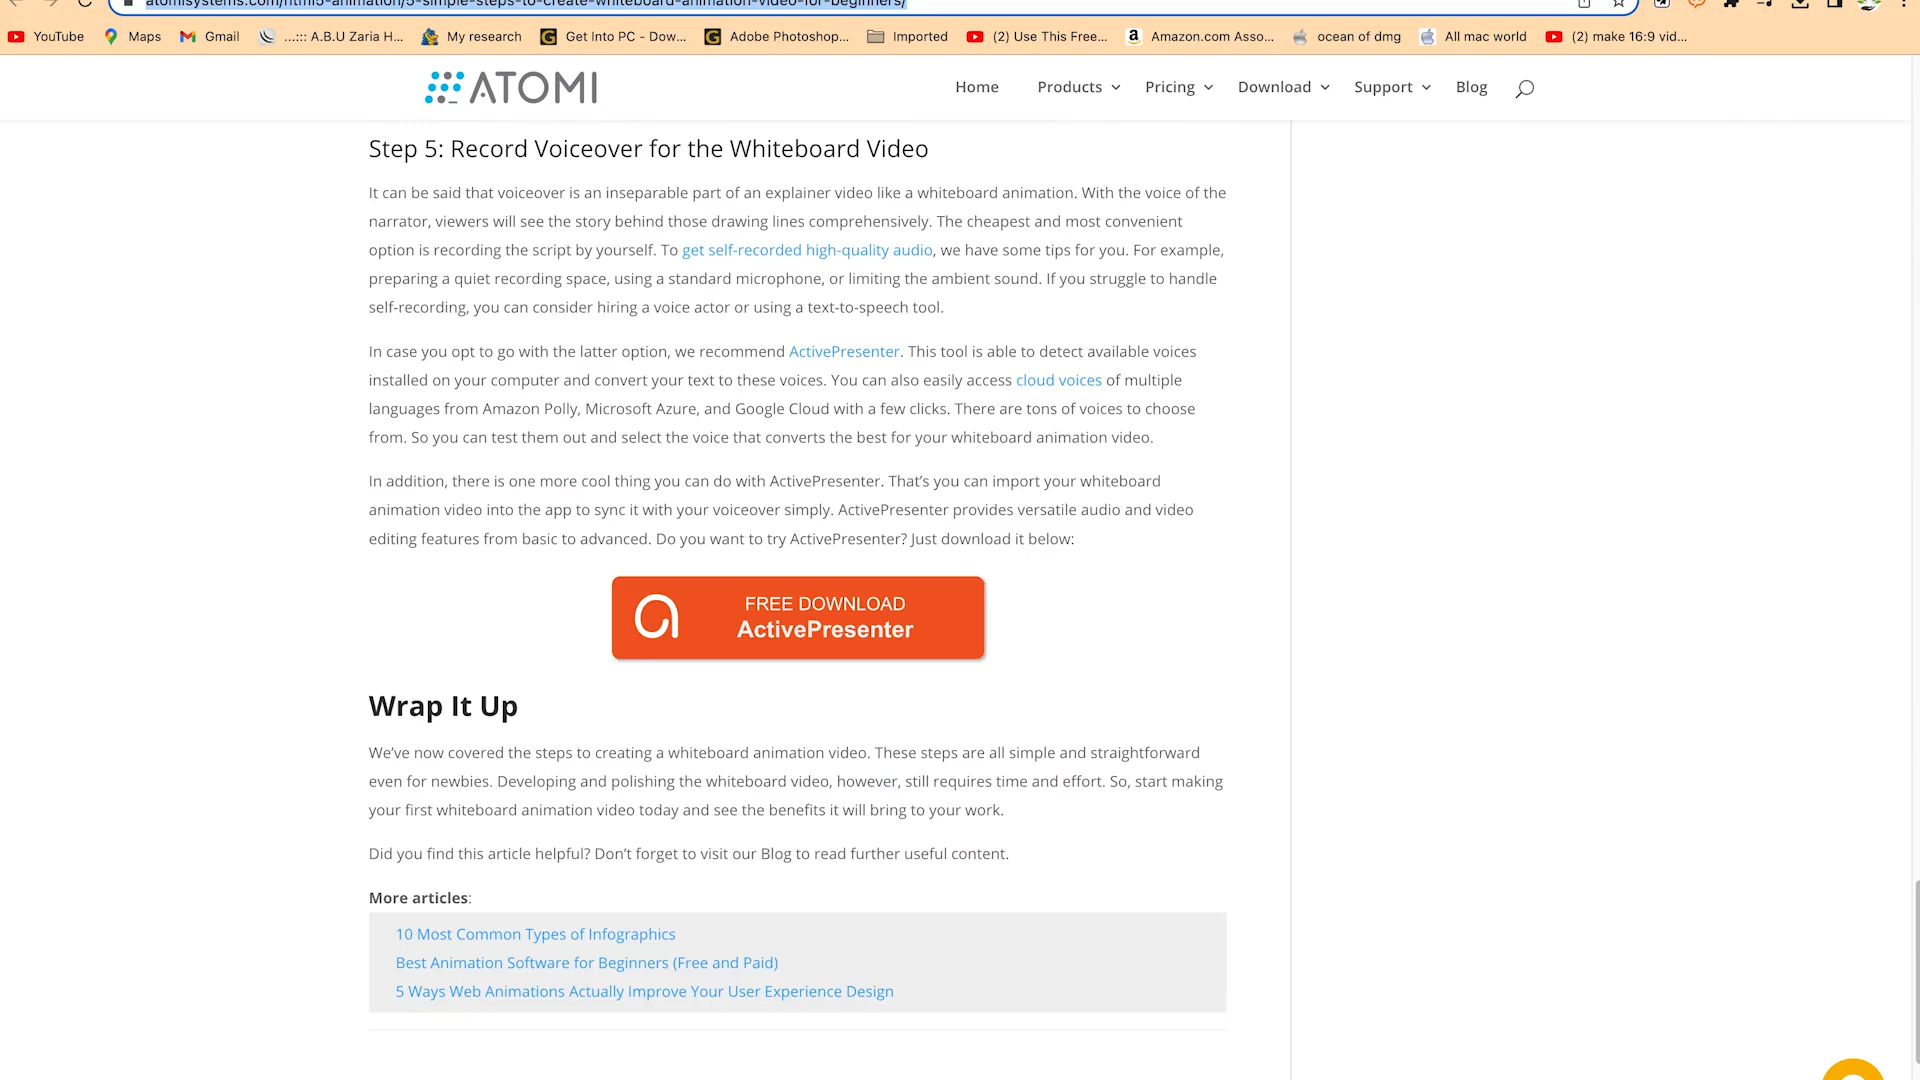 atomisystems.com/html5-animation/5-simple-steps-to-create-whiteboard-animation-video-for-beginners/
YouTube Maps Gmail ...::: A.B.U Zaria H... My research Get Into PC - Dow... Adobe Photoshop... Imported (2) Use This Free... Amazon.com Asso... ocean of dmg All mac world (2) make 16:9 vid...
ATOMI Home Products Pricing Download Support Blog
Step 5: Record Voiceover for the Whiteboard Video
It can be said that voiceover is an inseparable part of an explainer video like a whiteboard animation. With the voice of the
narrator, viewers will see the story behind those drawing lines comprehensively. The cheapest and most convenient
option is recording the script by yourself. To get self-recorded high-quality audio, we have some tips for you. For example,
preparing a quiet recording space, using a standard microphone, or limiting the ambient sound. If you struggle to handle
self-recording, you can consider hiring a voice actor or using a text-to-speech tool.
In case you opt to go with the latter option, we recommend ActivePresenter. This tool is able to detect available voices
installed on your computer and convert your text to these voices. You can also easily access cloud voices of multiple
languages from Amazon Polly, Microsoft Azure, and Google Cloud with a few clicks. There are tons of voices to choose
from. So you can test them out and select the voice that converts the best for your whiteboard animation video.
In addition, there is one more cool thing you can do with ActivePresenter. That’s you can import your whiteboard
animation video into the app to sync it with your voiceover simply. ActivePresenter provides versatile audio and video
editing features from basic to advanced. Do you want to try ActivePresenter? Just download it below:
FREE DOWNLOAD
ActivePresenter
Wrap It Up
We’ve now covered the steps to creating a whiteboard animation video. These steps are all simple and straightforward
even for newbies. Developing and polishing the whiteboard video, however, still requires time and effort. So, start making
your first whiteboard animation video today and see the benefits it will bring to your work.
Did you find this article helpful? Don’t forget to visit our Blog to read further useful content.
More articles:
10 Most Common Types of Infographics
Best Animation Software for Beginners (Free and Paid)
5 Ways Web Animations Actually Improve Your User Experience Design